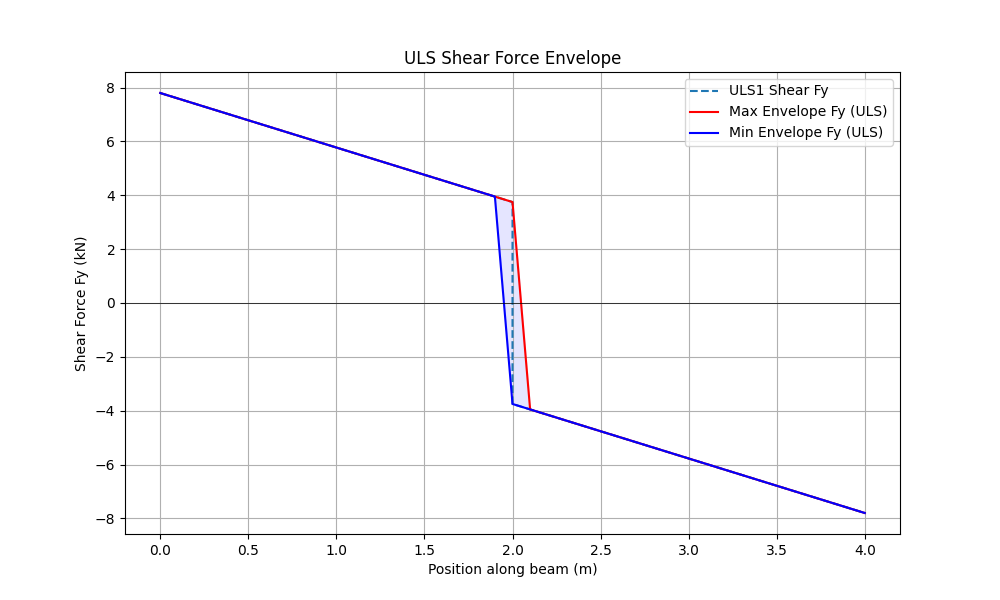 ULS Shear Force Envelope
ULS1 Shear Fy
Max Envelope Fy (ULS)
Min Envelope Fy (ULS)
Shear Force Fy (kN)
8
6
4
2
0
−2
−4
−6
−8
0.0 0.5 1.0 1.5 2.0 2.5 3.0 3.5 4.0
Position along beam (m)